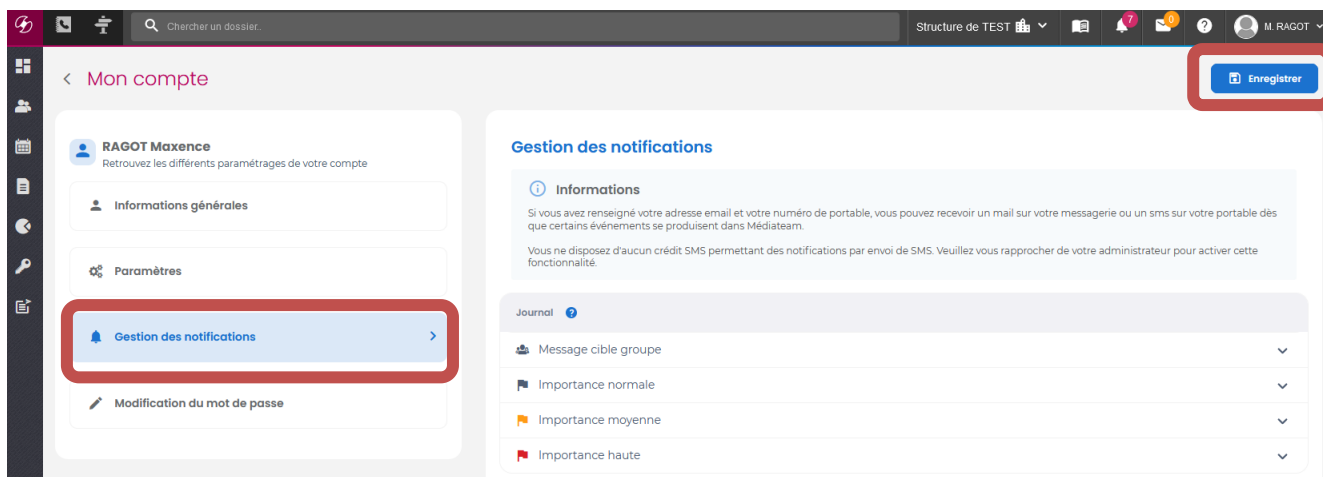 Chercher un dossier..
Structure de TEST
7
0
M. RAGOT
Mon compte
Enregistrer
RAGOT Maxence
Retrouvez les différents paramétrages de votre compte
Informations générales
Paramètres
Gestion des notifications
Modification du mot de passe
Gestion des notifications
Informations
Si vous avez renseigné votre adresse email et votre numéro de portable, vous pouvez recevoir un mail sur votre messagerie ou un sms sur votre portable dès
que certains événements se produisent dans Médiateam.
Vous ne disposez d'aucun crédit SMS permettant des notifications par envoi de SMS. Veuillez vous rapprocher de votre administrateur pour activer cette
fonctionnalité.
Journal
Message cible groupe
Importance normale
Importance moyenne
Importance haute